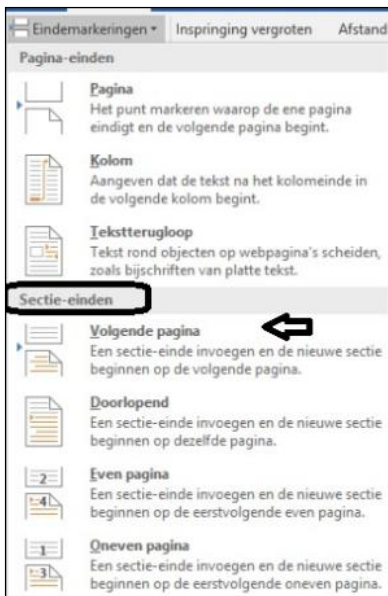 Eindemarkeringen Inspringing vergroten Afstand
Pagina-einden
Pagina
Het punt markeren waarop de ene pagina
eindigt en de volgende pagina begint.
Kolom
Aangeven dat de tekst na het kolomeinde in
de volgende kolom begint.
Tekstterugloop
Tekst rond objecten op webpagina's scheiden,
zoals bijschriften van platte tekst.
Sectie-einden
Volgende pagina
Een sectie-einde invoegen en de nieuwe sectie
beginnen op de volgende pagina.
Doorlopend
Een sectie-einde invoegen en de nieuwe sectie
beginnen op dezelfde pagina.
2
4
Even pagina
Een sectie-einde invoegen en de nieuwe sectie
beginnen op de eerstvolgende even pagina.
1
3
Oneven pagina
Een sectie-einde invoegen en de nieuwe sectie
beginnen op de eerstvolgende oneven pagina.